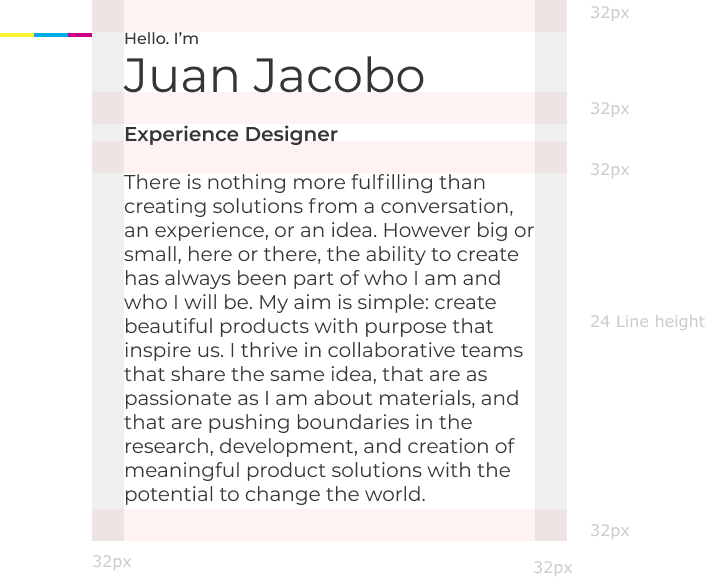 32px
Hello. I’m
Juan Jacobo
32px
Experience Designer
32px
There is nothing more fulfilling than
creating solutions from a conversation,
an experience, or an idea. However big or
small, here or there, the ability to create
has always been part of who I am and
who I will be. My aim is simple: create
beautiful products with purpose that
24 Line height
inspire us. I thrive in collaborative teams
that share the same idea, that are as
passionate as I am about materials, and
that are pushing boundaries in the
research, development, and creation of
meaningful product solutions with the
potential to change the world.
32px
32px
32px